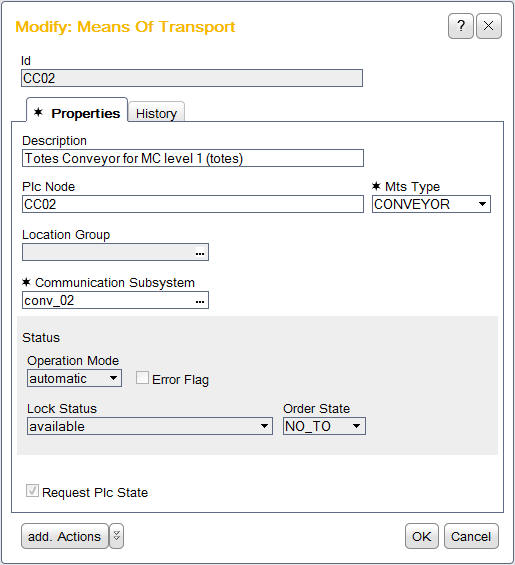 Modify: Means Of Transport
?
Id
CC02
✶ Properties
History
Description
Totes Conveyor for MC level 1 (totes)
Plc Node
✶ Mts Type
CC02
CONVEYOR
Location Group
...
✶ Communication Subsystem
conv_02
...
Status
Operation Mode
automatic
Error Flag
Lock Status
Order State
available
NO_TO
Request Plc State
add. Actions
OK
Cancel